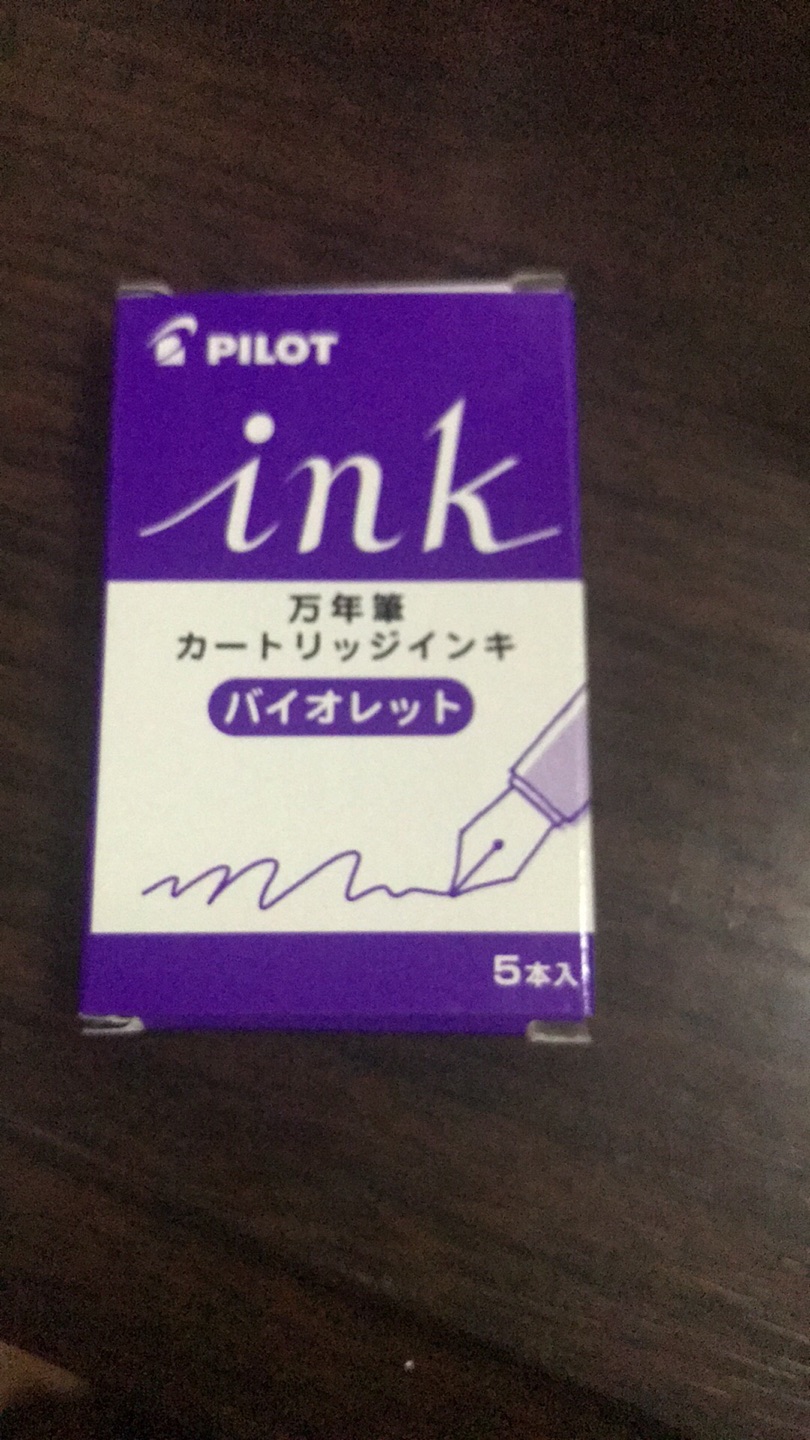 PILOT
ink
万年筆
カートリッジインキ
バイオレット
5本入